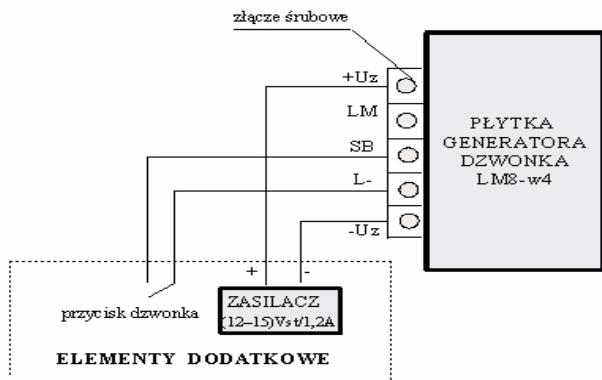 złącze śrubowe
+Uz
LM
SB
L-
-Uz
PŁYTKA
GENERATORA
DZWONKA
LM8-w4
+ -
przycisk dzwonka
ZASILACZ
(12–15)Vst/1,2A
ELEMENTY DODATKOWE